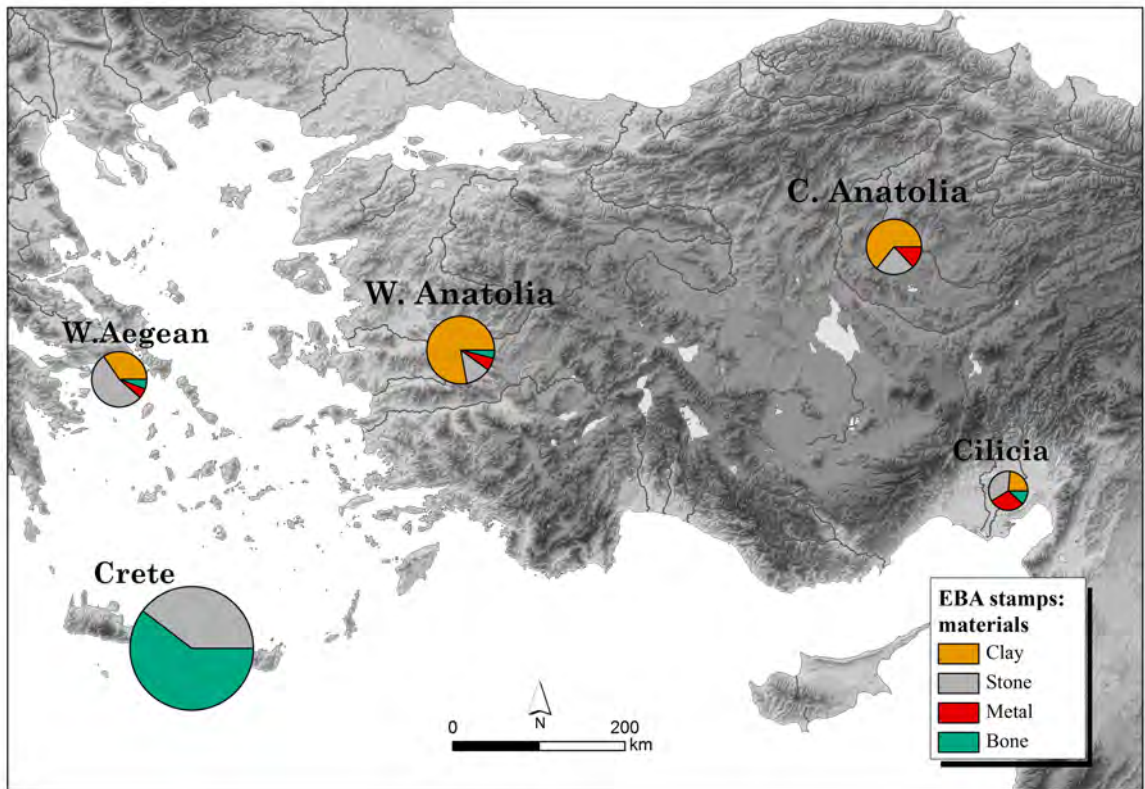 C. Anatolia
W. Anatolia
W.Aegean
Cilicia
Crete
EBA stamps:
materials
Clay
Stone
Metal
Bone
N
0 200
km